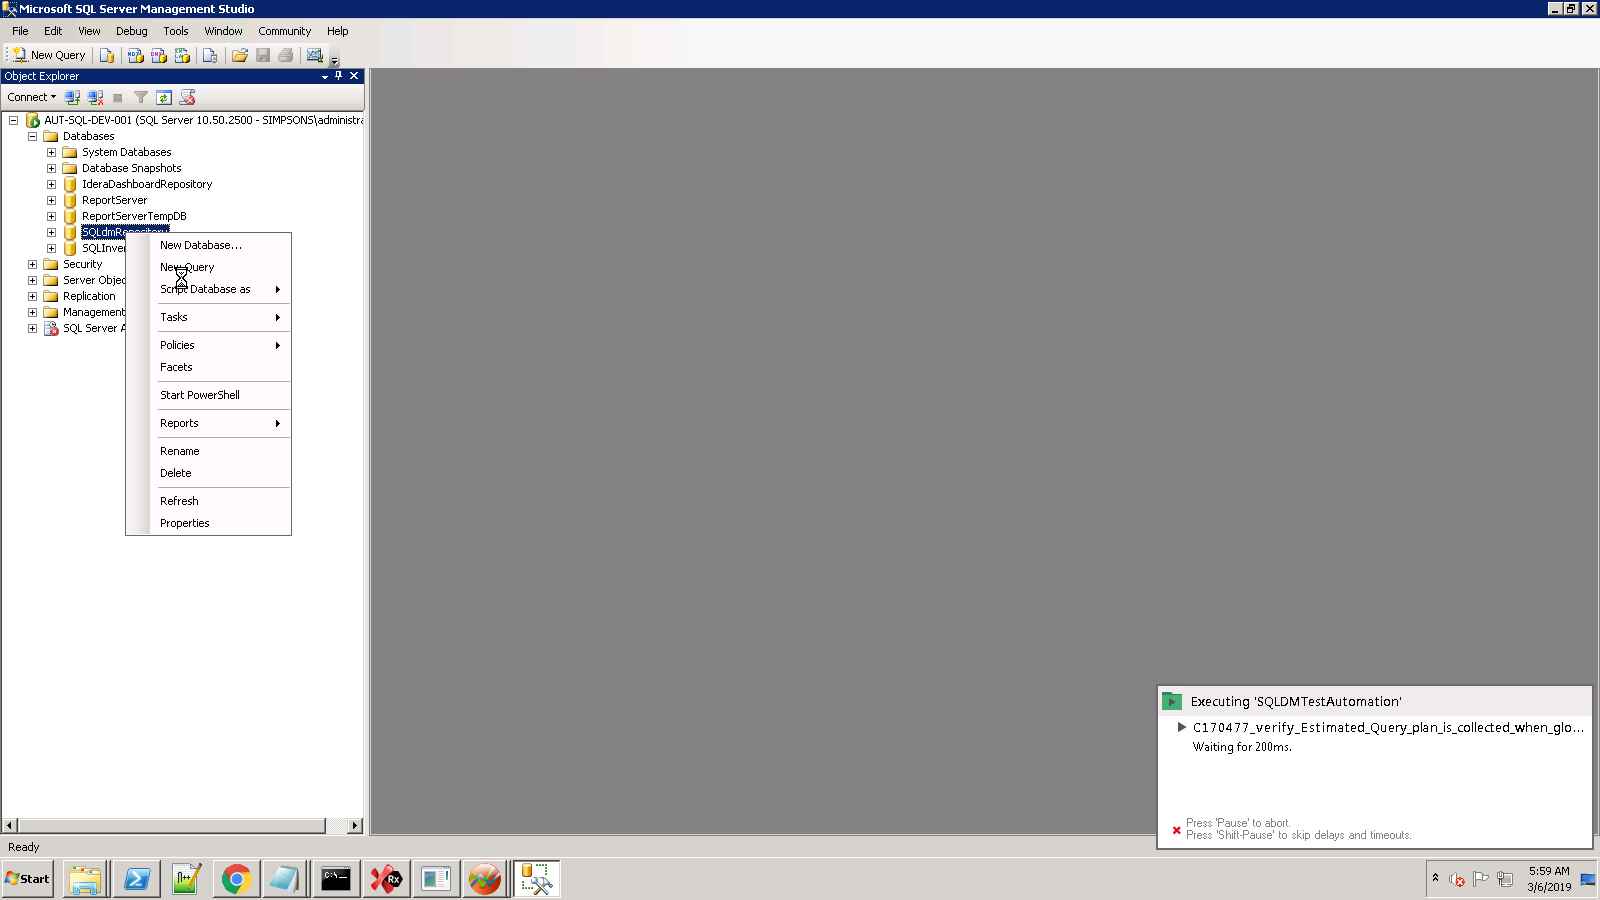 Microsoft SQL Server Management Studio
File Edit View Debug Tools Window Community Help
New Query
Object Explorer
Connect
AUT-SQL-DEV-001 (SQL Server 10.50.2500 - SIMPSONS\administra
Databases
System Databases
Database Snapshots
IderaDashboardRepository
ReportServer
ReportServerTempDB
SQLdmRepository
SQLInver
Security
Server Objec
Replication
Management
SQL Server A
New Database...
New Query
Script Database as
Tasks
Policies
Facets
Start PowerShell
Reports
Rename
Delete
Refresh
Properties
Executing 'SQLDMTestAutomation'
C170477_verify_Estimated_Query_plan_is_collected_when_glo...
Waiting for 200ms.
Press 'Pause' to abort.
Press 'Shift-Pause' to skip delays and timeouts.
Ready
Start
C:\_
Rx
5:59 AM
3/6/2019